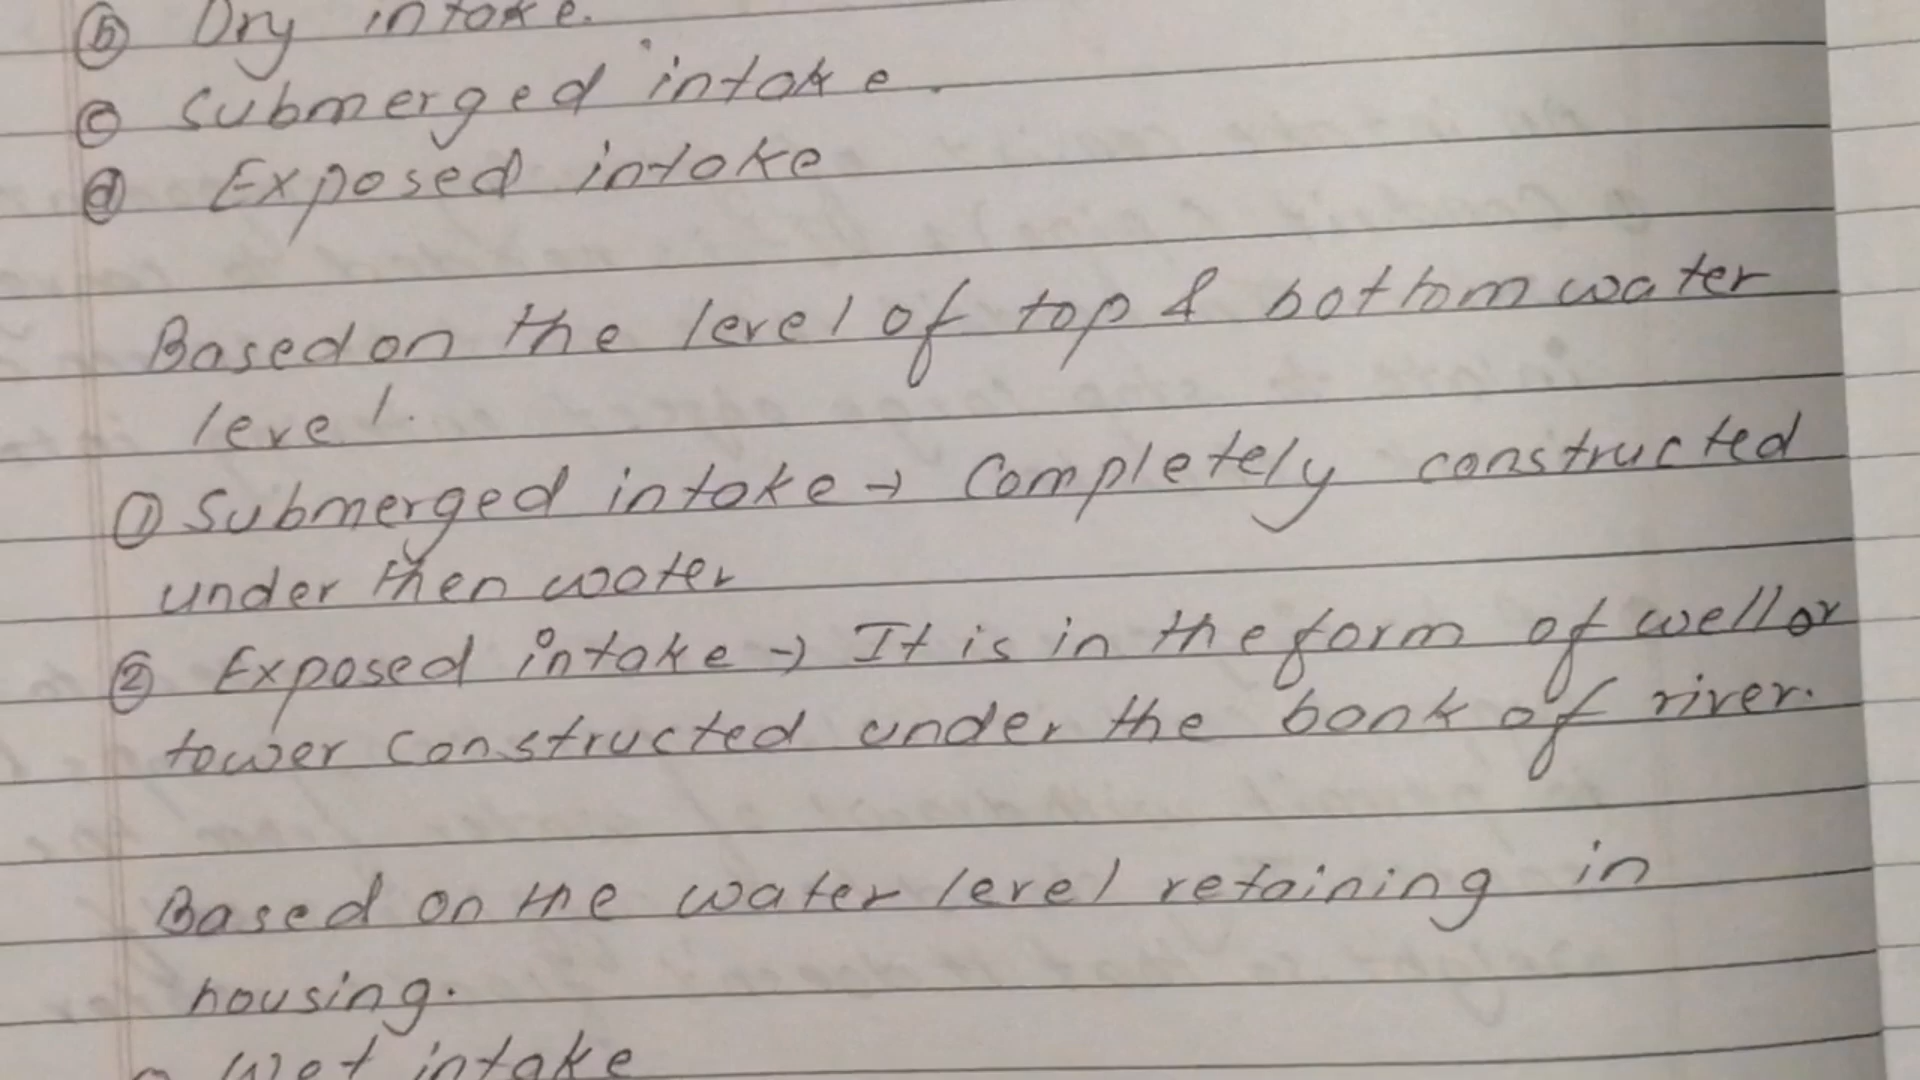 ⓑ Dry intake.
ⓒ Submerged intake.
ⓓ Exposed intake
Based on the level of top & bottom water
level.
① Submerged intake → Completely constructed
under then water
② Exposed intake → It is in the form of well or
tower constructed under the bank of river.
Based on the water level retaining in
housing.
Wet intake